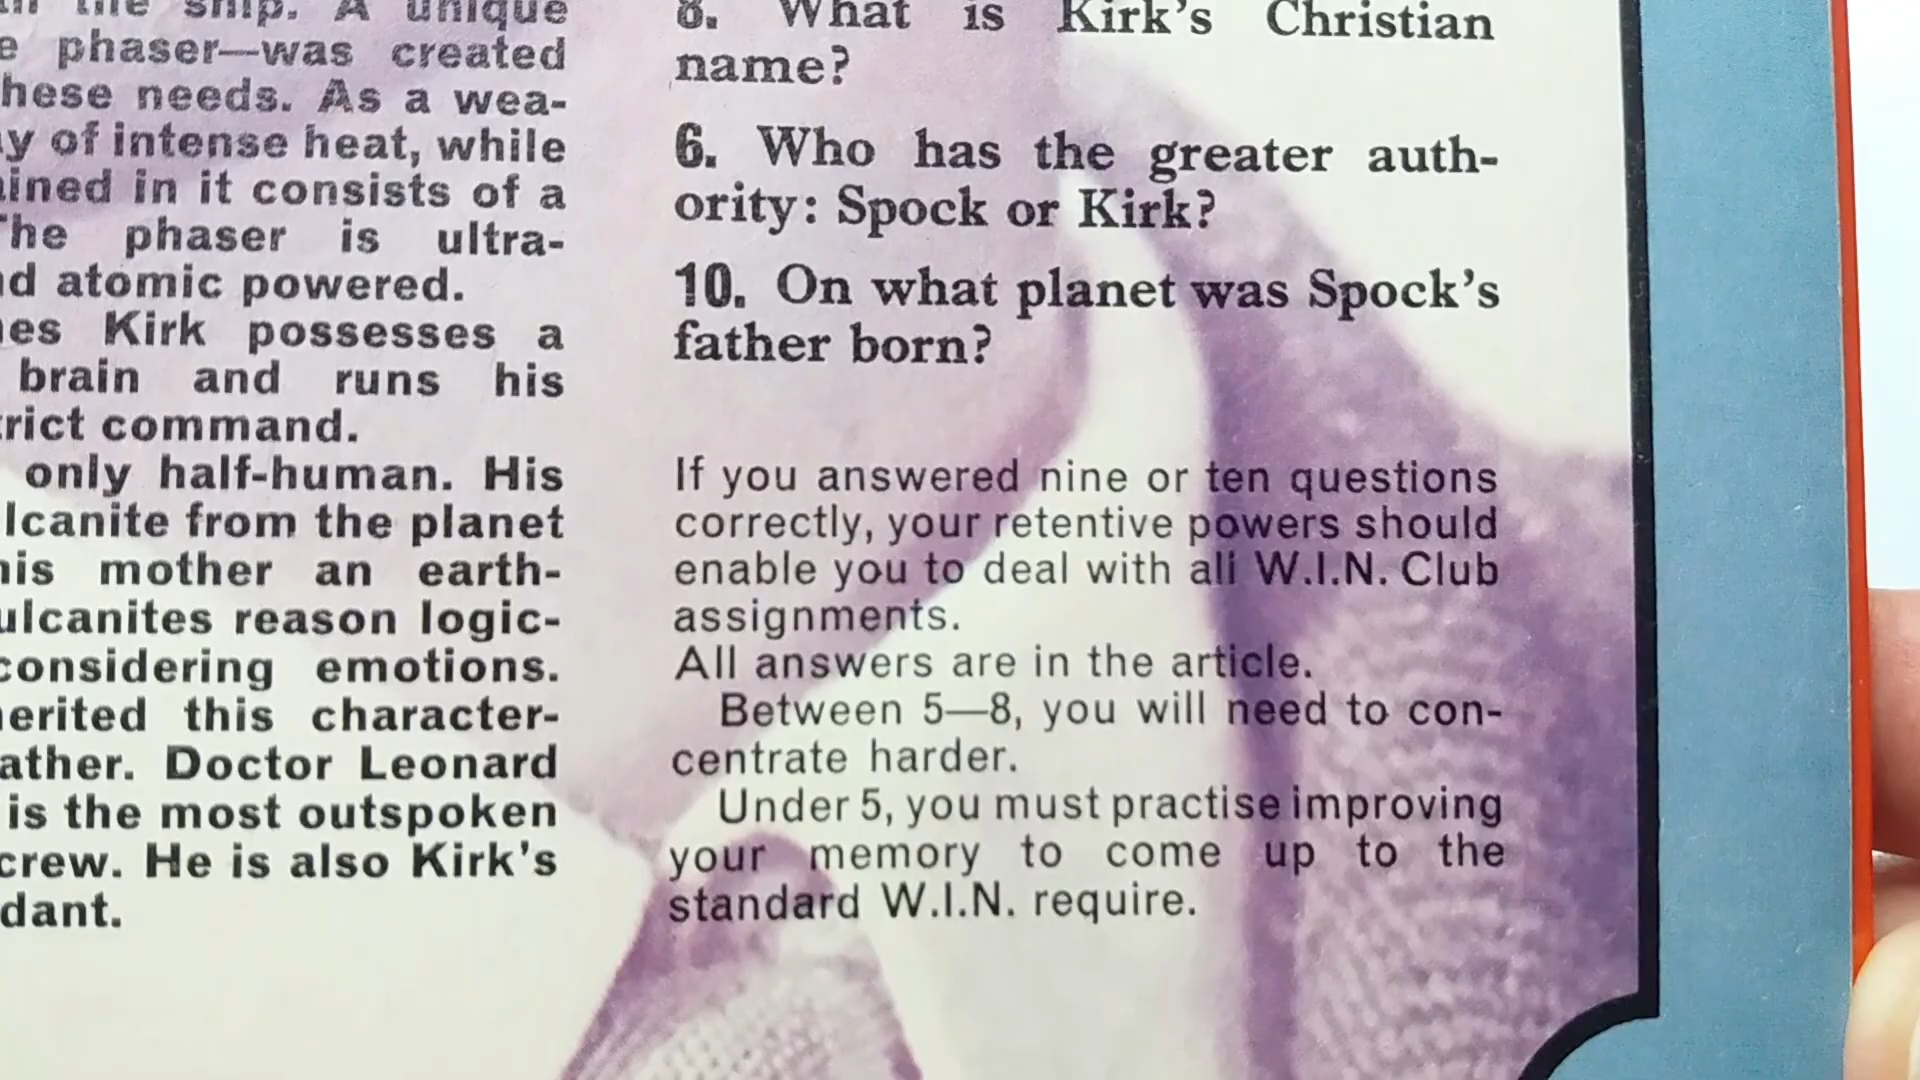 the ship. A unique
e phaser—was created
hese needs. As a wea-
y of intense heat, while
ained in it consists of a
The phaser is ultra-
nd atomic powered.
es Kirk possesses a
brain and runs his
trict command.
only half-human. His
lcanite from the planet
his mother an earth-
ulcanites reason logic-
considering emotions.
herited this character-
ather. Doctor Leonard
is the most outspoken
crew. He is also Kirk's
dant.
8. What is Kirk's Christian
name?
6. Who has the greater auth-
ority: Spock or Kirk?
10. On what planet was Spock's
father born?
If you answered nine or ten questions
correctly, your retentive powers should
enable you to deal with all W.I.N. Club
assignments.
All answers are in the article.
Between 5—8, you will need to con-
centrate harder.
Under 5, you must practise improving
your memory to come up to the
standard W.I.N. require.